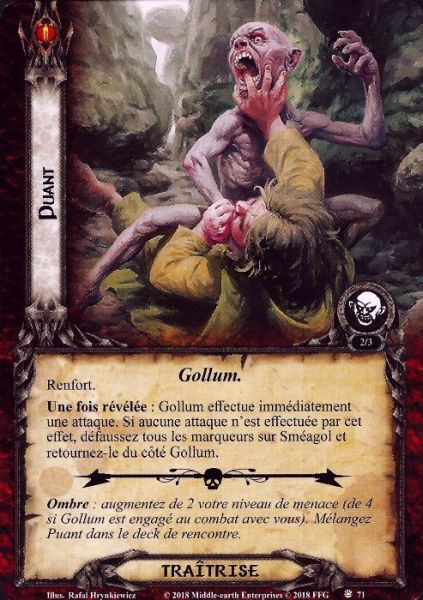 PUANT
2/3
Gollum.
Renfort.
Une fois révélée : Gollum effectue immédiatement
une attaque. Si aucune attaque n'est effectuée par cet
effet, défaussez tous les marqueurs sur Sméagol et
retournez-le du côté Gollum.
Ombre : augmentez de 2 votre niveau de menace (de 4
si Gollum est engagé au combat avec vous). Mélangez
Puant dans le deck de rencontre.
TRAÎTRISE
Illus. Rafał Hrynkiewicz © 2018 Middle-earth Enterprises © 2018 FFG 71